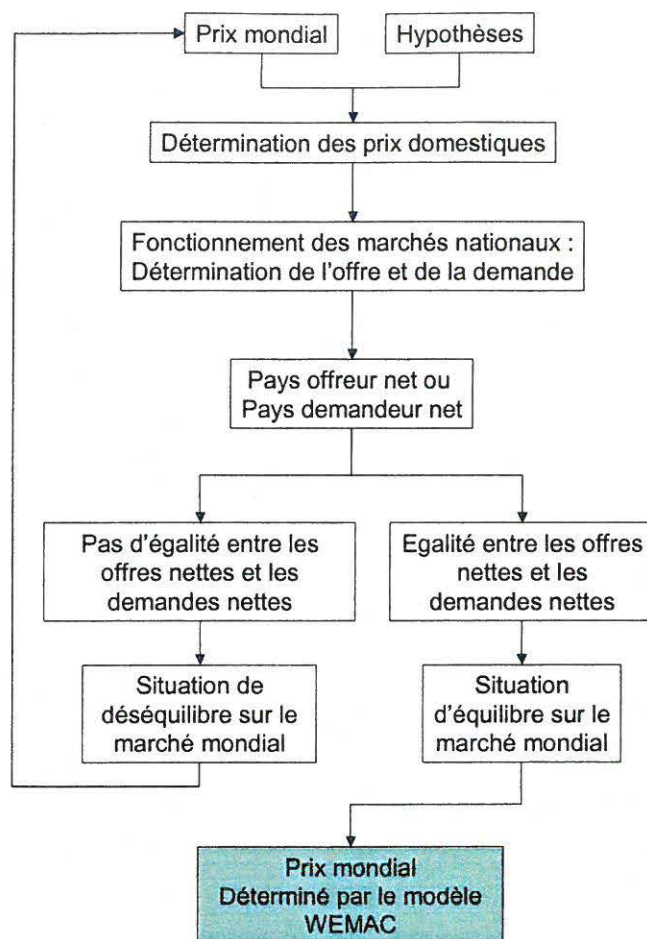 Prix mondial
Hypothèses
Détermination des prix domestiques
Fonctionnement des marchés nationaux :
Détermination de l'offre et de la demande
Pays offreur net ou
Pays demandeur net
Pas d'égalité entre les
offres nettes et les
demandes nettes
Egalité entre les offres
nettes et les
demandes nettes
Situation de
déséquilibre sur le
marché mondial
Situation
d'équilibre sur le
marché mondial
Prix mondial
Déterminé par le modèle
WEMAC